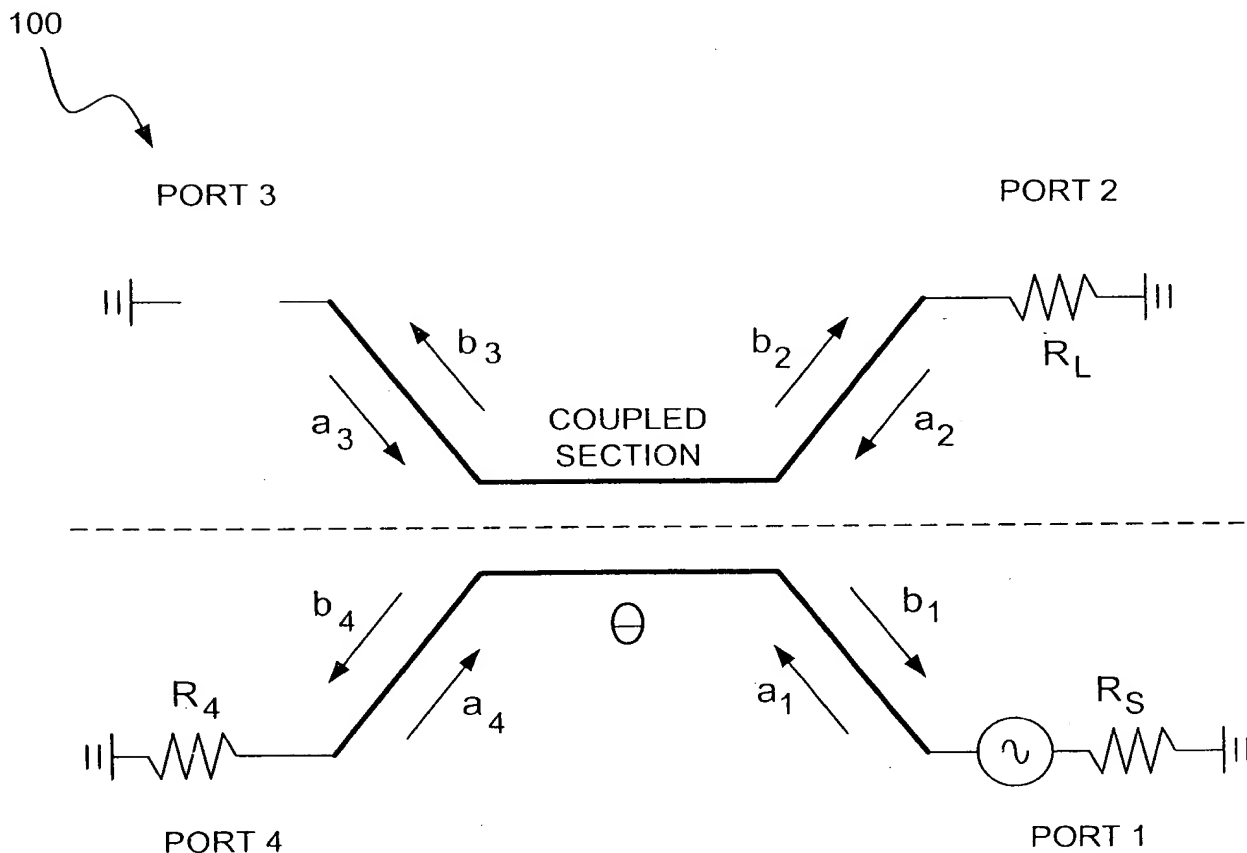 100
PORT 3
PORT 2
b3
b2
RL
a3
COUPLED
SECTION
a2
b4
Θ
b1
R4
a4
a1
RS
PORT 4
PORT 1